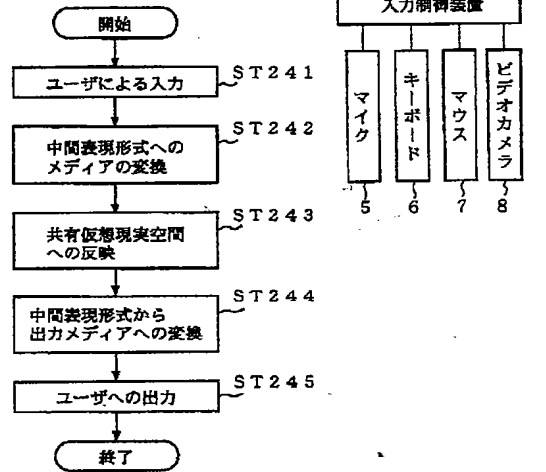 開始
ユーザによる入力
ST241
中間表現形式への
メディアの変換
ST242
共有仮想現実空間
への反映
ST243
中間表現形式から
出力メディアへの変換
ST244
ユーザへの出力
ST245
終了
入力制御装置
マイク
キーボード
マウス
ビデオカメラ
5
6
7
8